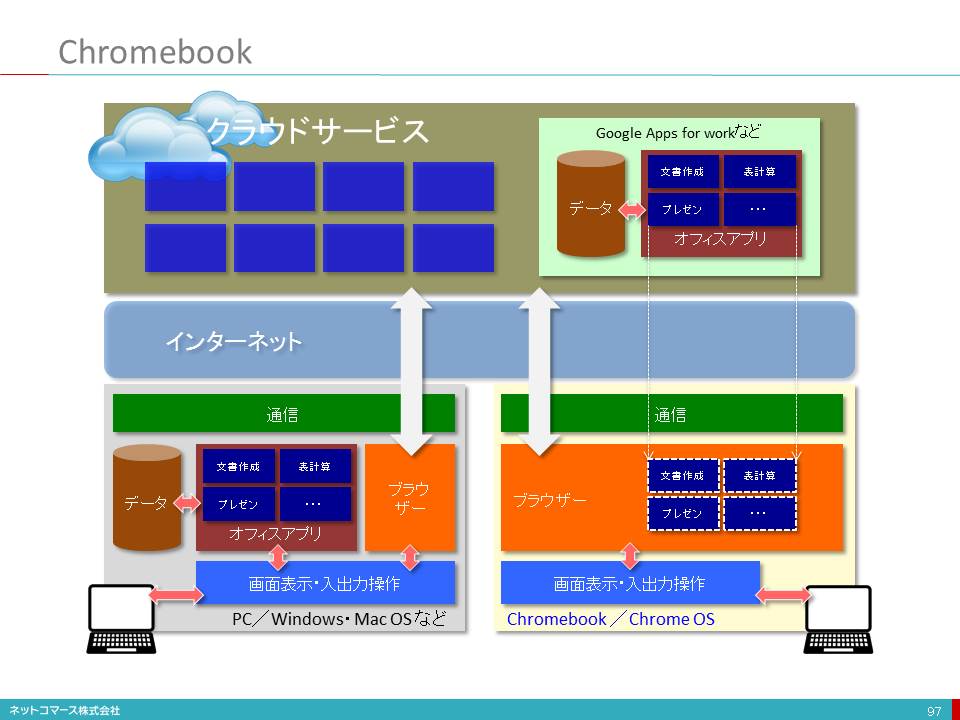 Chromebook
クラウドサービス
Google Apps for workなど
データ
文書作成
表計算
プレゼン
・・・
オフィスアプリ
インターネット
通信
データ
文書作成
表計算
プレゼン
・・・
オフィスアプリ
ブラウ
ザー
画面表示・入出力操作
PC／Windows・Mac OSなど
通信
ブラウザー
文書作成
表計算
プレゼン
・・・
画面表示・入出力操作
Chromebook ／Chrome OS
ネットコマース株式会社
97